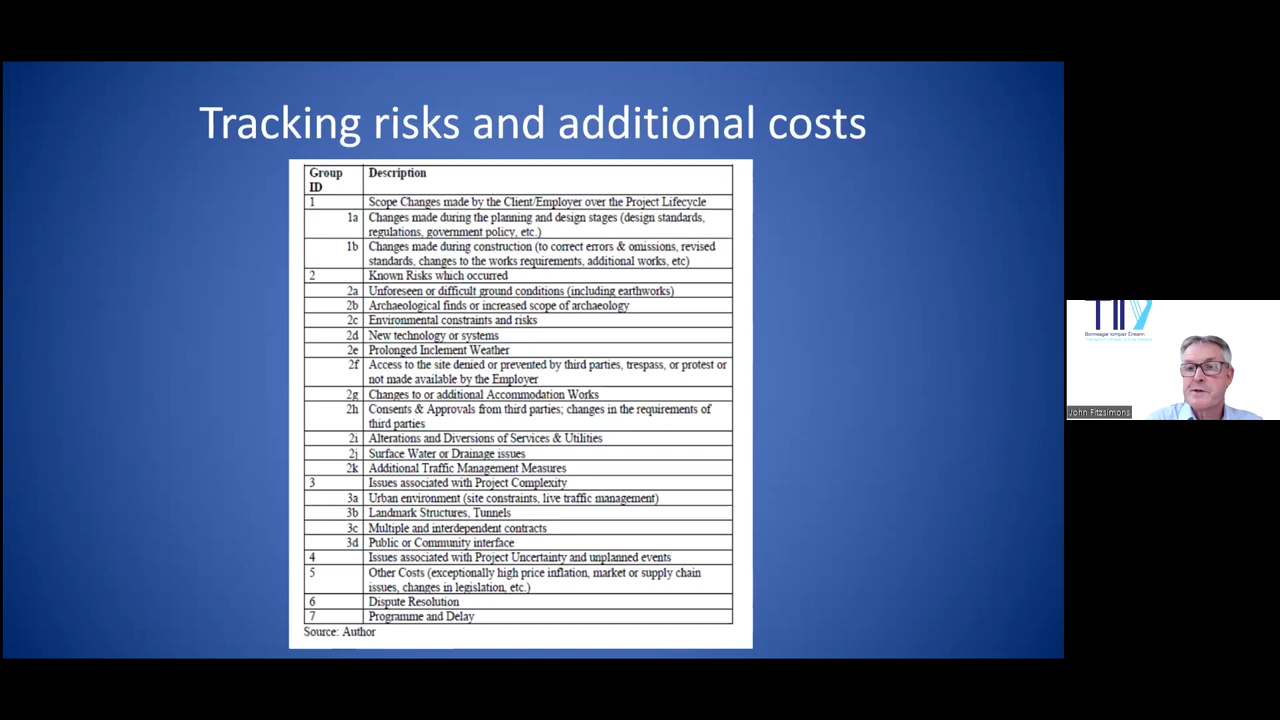 Tracking risks and additional costs
Group
ID
Description
1 Scope Changes made by the Client/Employer over the Project Lifecycle
1a Changes made during the planning and design stages (design standards,
regulations, government policy, etc.)
1b Changes made during construction (to correct errors & omissions, revised
standards, changes to the works requirements, additional works, etc)
2 Known Risks which occurred
2a Unforeseen or difficult ground conditions (including earthworks)
2b Archaeological finds or increased scope of archaeology
2c Environmental constraints and risks
2d New technology or systems
2e Prolonged Inclement Weather
2f Access to the site denied or prevented by third parties, trespass, or protest or
not made available by the Employer
2g Changes to or additional Accommodation Works
2h Consents & Approvals from third parties; changes in the requirements of
third parties
2i Alterations and Diversions of Services & Utilities
2j Surface Water or Drainage issues
2k Additional Traffic Management Measures
3 Issues associated with Project Complexity
3a Urban environment (site constraints, live traffic management)
3b Landmark Structures, Tunnels
3c Multiple and interdependent contracts
3d Public or Community interface
4 Issues associated with Project Uncertainty and unplanned events
5 Other Costs (exceptionally high price inflation, market or supply chain
issues, changes in legislation, etc.)
6 Dispute Resolution
7 Programme and Delay
Source: Author
Bonneagar Iompair Éireann
Transport Infrastructure Ireland
John Fitzsimons